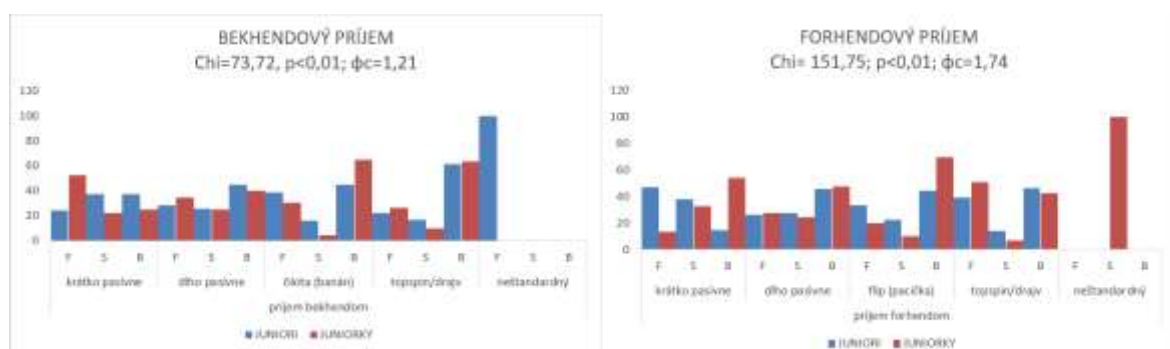 BEKHENDOVÝ PRÍJEM
Chi=73,72, p<0,01; ϕc=1,21
120
100
80
60
40
20
0
F S B F S B F S B F S B F S B
krátko pasívne dlho pasívne čikita (banán) topspin/drajv neštandardný
príjem bekhendom
JUNIORI JUNIORKY
FORHENDOVÝ PRÍJEM
Chi= 151,75; p<0,01; ϕc=1,74
120
100
80
60
40
20
0
F S B F S B F S B F S B F S B
krátko pasívne dlho pasívne flip (pacička) topspin/drajv neštandardný
príjem forhendom
JUNIORI JUNIORKY